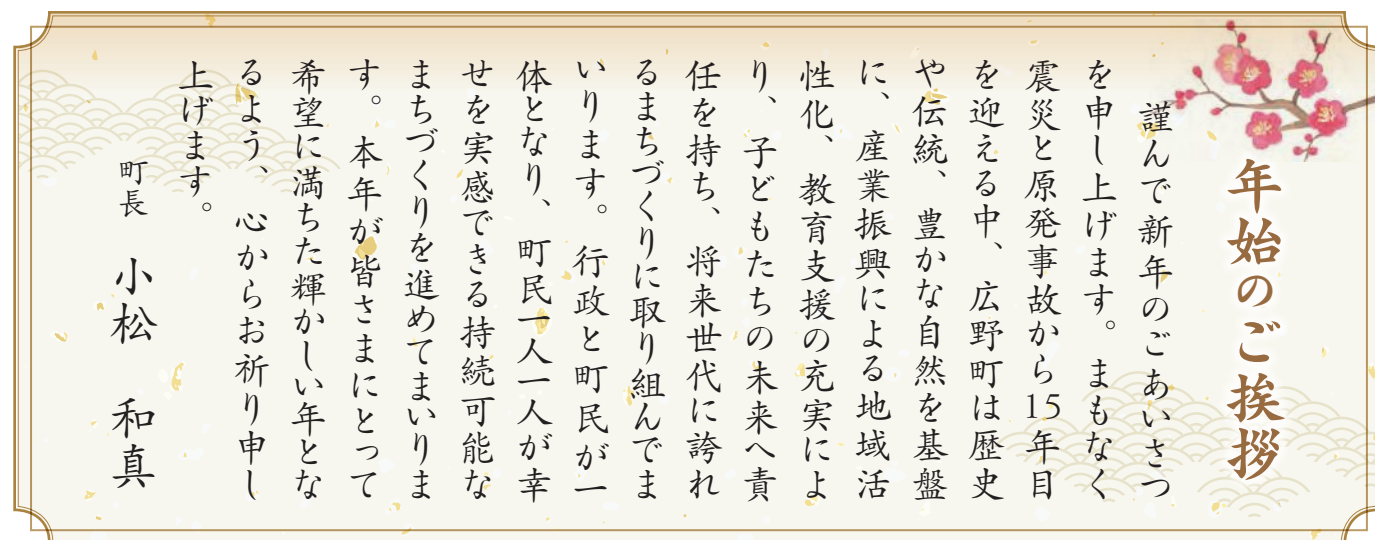 年始のご挨拶
謹んで新年のごあいさつ
を申し上げます。まもなく
震災と原発事故から15年目
を迎える中、広野町は歴史
や伝統、豊かな自然を基盤
に、産業振興による地域活
性化、教育支援の充実によ
り、子どもたちの未来へ責
任を持ち、将来世代に誇れ
るまちづくりに取り組んでま
いります。行政と町民が一
体となり、町民一人一人が幸
せを実感できる持続可能な
まちづくりを進めてまいりま
す。本年が皆さまにとって
希望に満ちた輝かしい年とな
るよう、心からお祈り申し
上げます。
町長 小松 和真